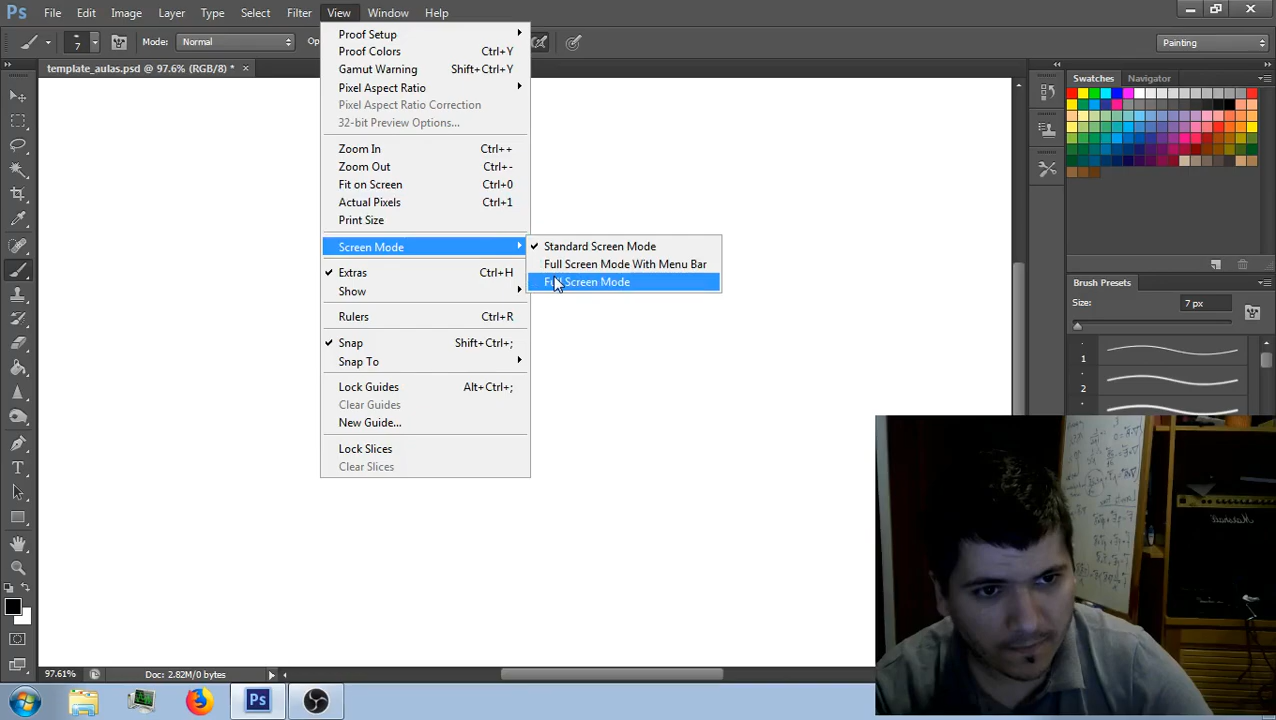 Ps File Edit Image Layer Type Select Filter View Window Help
7 Mode: Normal Painting
template_aulas.psd @ 97.6% (RGB/8) *
Proof Setup
Proof Colors Ctrl+Y
Gamut Warning Shift+Ctrl+Y
Pixel Aspect Ratio
Pixel Aspect Ratio Correction
32-bit Preview Options...
Zoom In Ctrl++
Zoom Out Ctrl+-
Fit on Screen Ctrl+0
Actual Pixels Ctrl+1
Print Size
Screen Mode
Standard Screen Mode
Full Screen Mode With Menu Bar
Full Screen Mode
Extras Ctrl+H
Show
Rulers Ctrl+R
Snap Shift+Ctrl+;
Snap To
Lock Guides Alt+Ctrl+;
Clear Guides
New Guide...
Lock Slices
Clear Slices
Swatches Navigator
Brush Presets
Size: 7 px
1
2
97.61% Doc: 2.82M/0 bytes
Ps